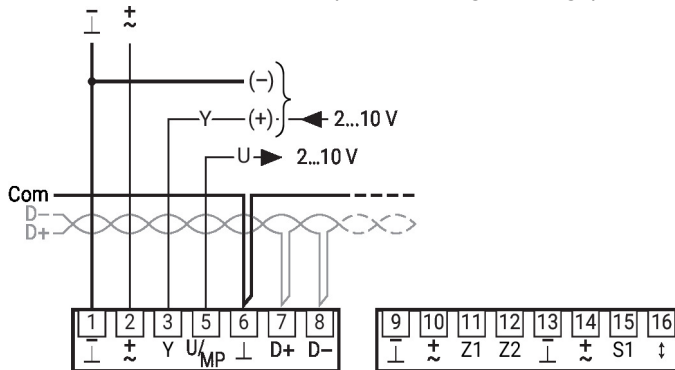 − +
⊥ ~
(−)
Y (+) 2...10 V
U 2...10 V
Com
D−
D+
1 2 3 5 6 7 8 9 10 11 12 13 14 15 16
⊥ ~ Y U/MP ⊥ D+ D− ⊥ ~ Z1 Z2 ⊥ ~ S1 ↕